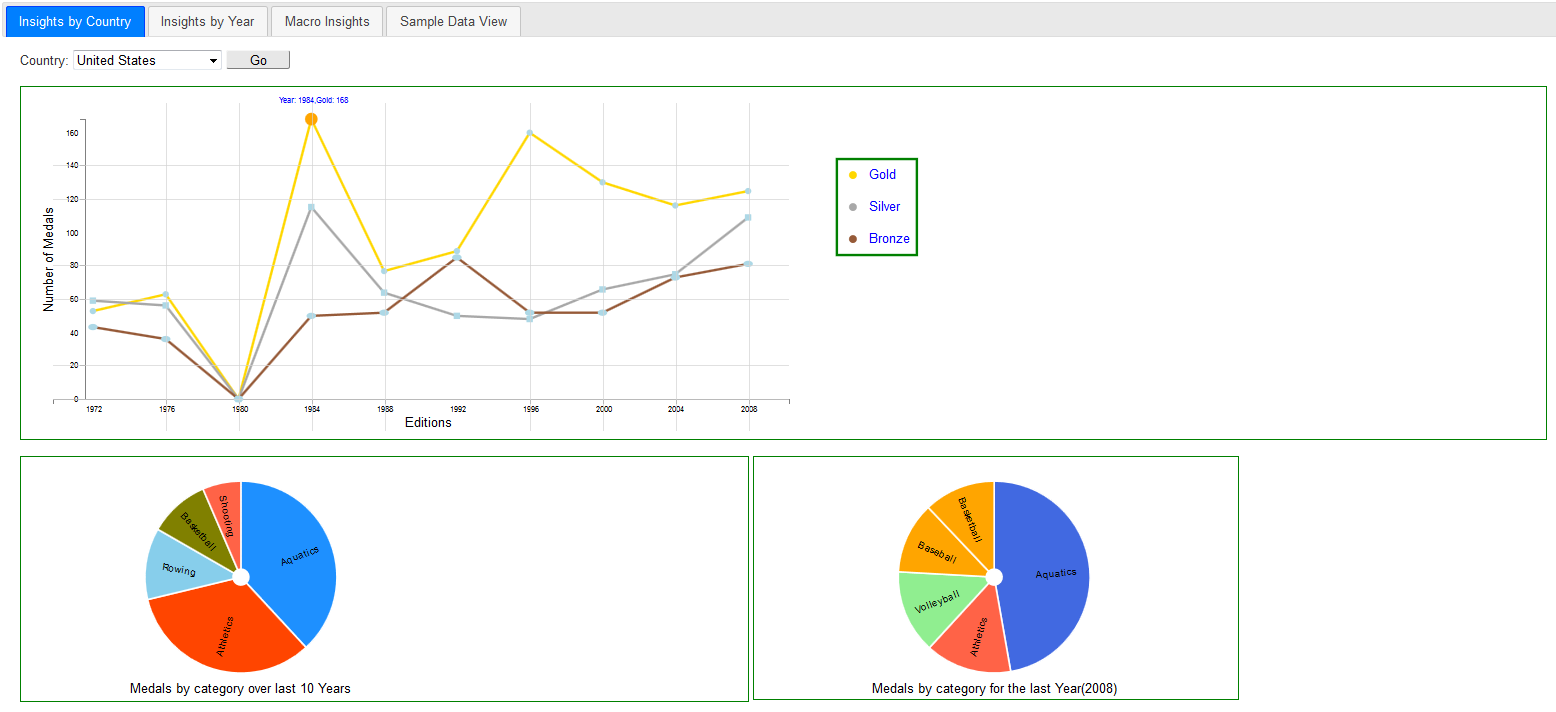 Insights by Country Insights by Year Macro Insights Sample Data View
Country: United States Go
Year: 1984,Gold: 168
160
140
120
100
80
60
40
20
0
Number of Medals
1972 1976 1980 1984 1988 1992 1996 2000 2004 2008
Editions
Gold
Silver
Bronze
Shooting
Basketball
Aquatics
Rowing
Athletics
Medals by category over last 10 Years
Basketball
Baseball
Aquatics
Volleyball
Athletics
Medals by category for the last Year(2008)